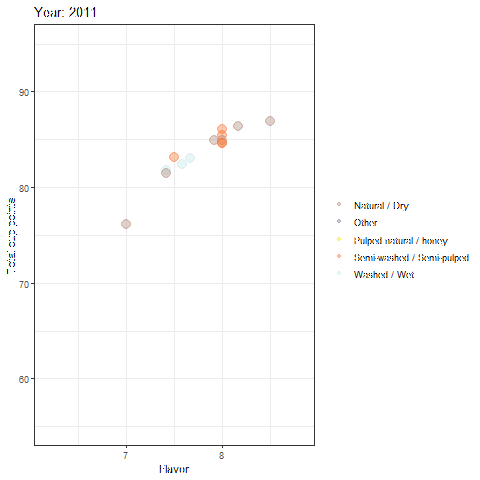 Year: 2011
90
80
70
60
Total cup points
7
8
Flavor
Natural / Dry
Other
Pulped natural / honey
Semi-washed / Semi-pulped
Washed / Wet